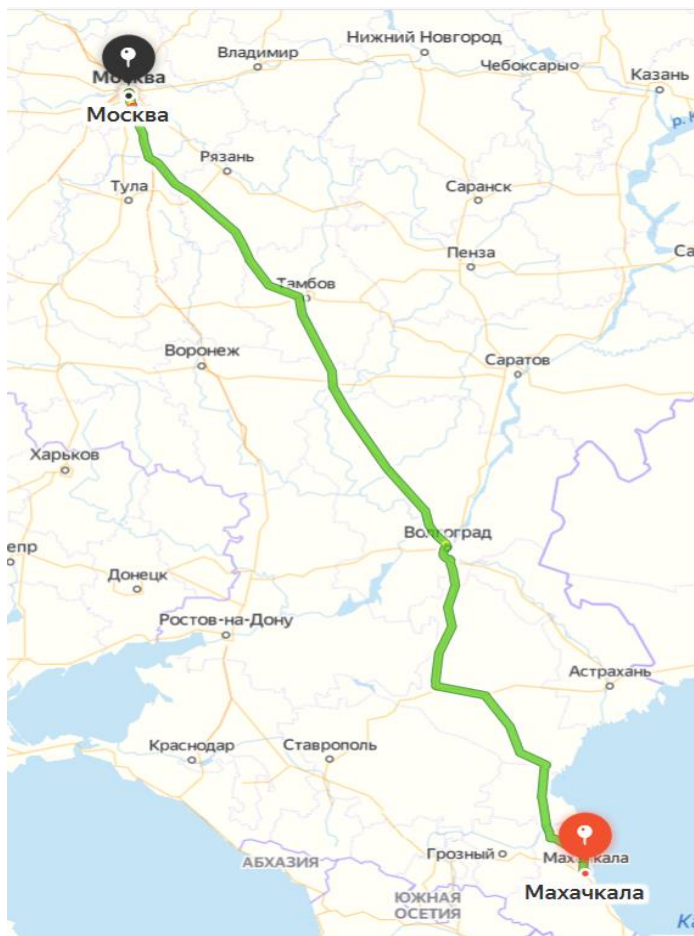 Нижний Новгород
Владимир
Чебоксары
Казань
Москва
Москва
Рязань
Тула
Саранск
Пенза
Тамбов
Воронеж
Саратов
Харьков
Волгоград
Донецк
Ростов-на-Дону
Астрахань
Краснодар
Ставрополь
АБХАЗИЯ
Грозный
Махачкала
Махачкала
ЮЖНАЯ
ОСЕТИЯ